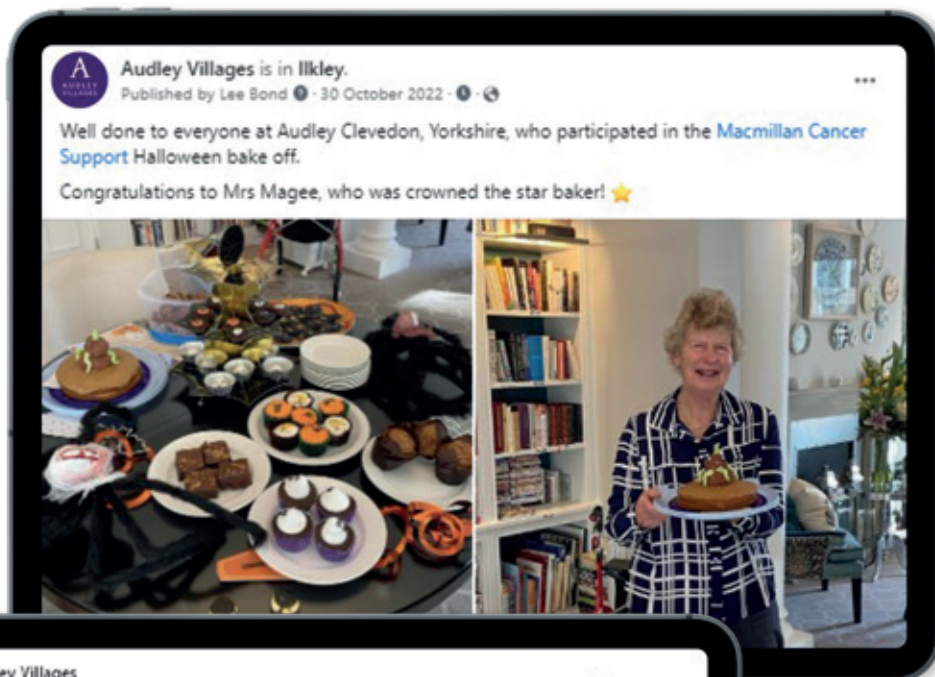 A
AUDLEY
VILLAGES
Audley Villages is in Ilkley.
Published by Lee Bond · 30 October 2022 ·
Well done to everyone at Audley Clevedon, Yorkshire, who participated in the Macmillan Cancer
Support Halloween bake off.
Congratulations to Mrs Magee, who was crowned the star baker! ⭐
ey Villages